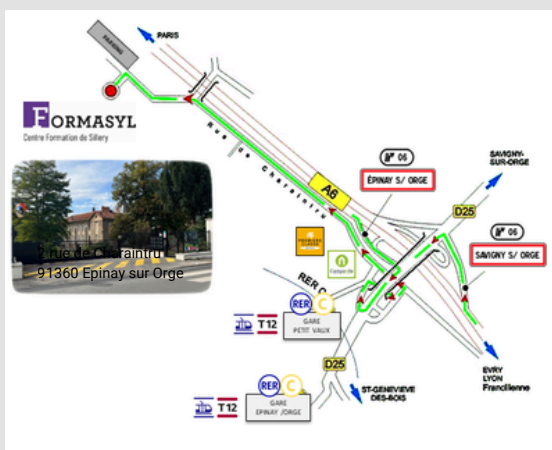 PARIS
PARKING
FORMASYL
Centre Formation de Sillery
Rue de Charaintru
A6
N° 06
ÉPINAY S/ ORGE
SAVIGNY-
SUR-ORGE
D25
N° 06
SAVIGNY S/ ORGE
rue de Charaintru
91360 Epinay sur Orge
RER C
RER C
T12
GARE
PETIT VAUX
D25
EVRY
LYON
Francilienne
ST-GENEVIEVE
DES-BOIS
RER C
T12
GARE
EPINAY /ORGE